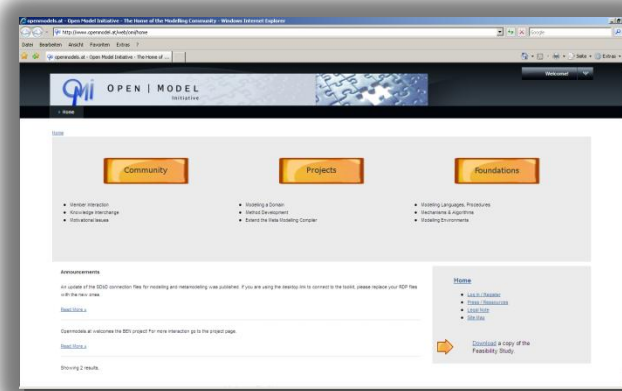 openmodels.at - Open Model Initiative - The Home of the Modelling Community - Windows Internet Explorer
http://www.openmodel.at/web/omi/home
Google
Datei Bearbeiten Ansicht Favoriten Extras ?
openmodels.at - Open Model Initiative - The Home of ...
Seite Extras
Welcome!
OMi OPEN | MODEL
Initiative
Home
Home
Community Projects Foundations
Member Interaction
Knowledge Interchange
Motivational Issues
Modelling a Domain
Method Development
Extend the Meta Modelling Compiler
Modelling Languages, Procedures
Mechanisms & Algorithms
Modelling Environments
Announcements
An update of the connection files for modelling and metamodelling was published. If you are using the desktop link to connect to the toolkit, please replace your RDP files
with the new ones.
Read More »
Openmodels.at welcomes the BEN project! For more interaction go to the project page.
Read More »
Showing 2 results.
Home
Log In / Register
Press / Resources
Legal Note
Site Map
Download a copy of the
Feasibility Study.